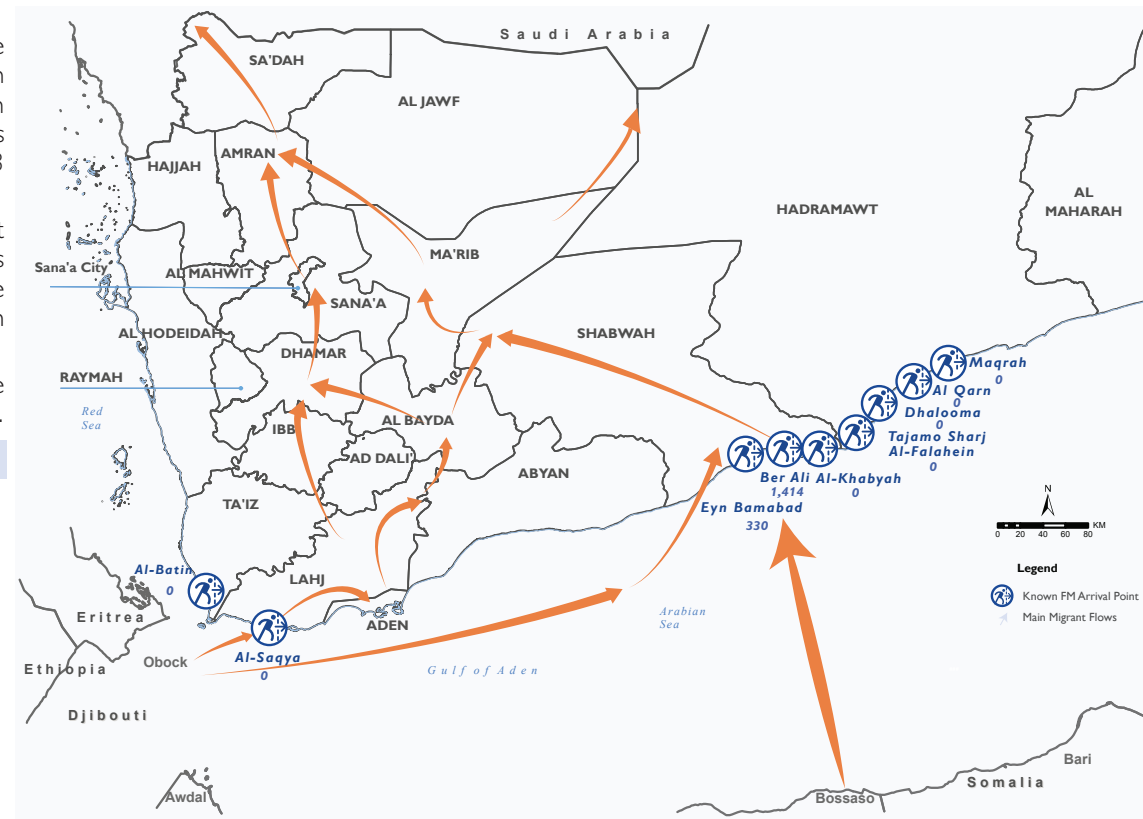 Saudi Arabia
SA'DAH
AL JAWF
AMRAN
HAJJAH
HADRAMAWT
AL
MAHARAH
MA'RIB
Sana'a City
AL MAHWIT
SANA'A
AL HODEIDAH
SHABWAH
DHAMAR
RAYMAH
Red
Sea
AL BAYDA
IBB
AD DALI'
ABYAN
TA'IZ
Maqrah
0
Al Qarn
0
Dhalooma
0
Tajamo Sharj
Al-Falahein
0
Ber Ali
1,414
Al-Khabyah
0
Eyn Bamabad
330
N
0 20 40 60 80 KM
Legend
Known FM Arrival Point
Main Migrant Flows
Al-Batin
0
LAHJ
ADEN
Arabian
Sea
Eritrea
Al-Saqya
0
Obock
Ethiopia
Gulf of Aden
Djibouti
Awdal
Bossaso
Somalia
Bari